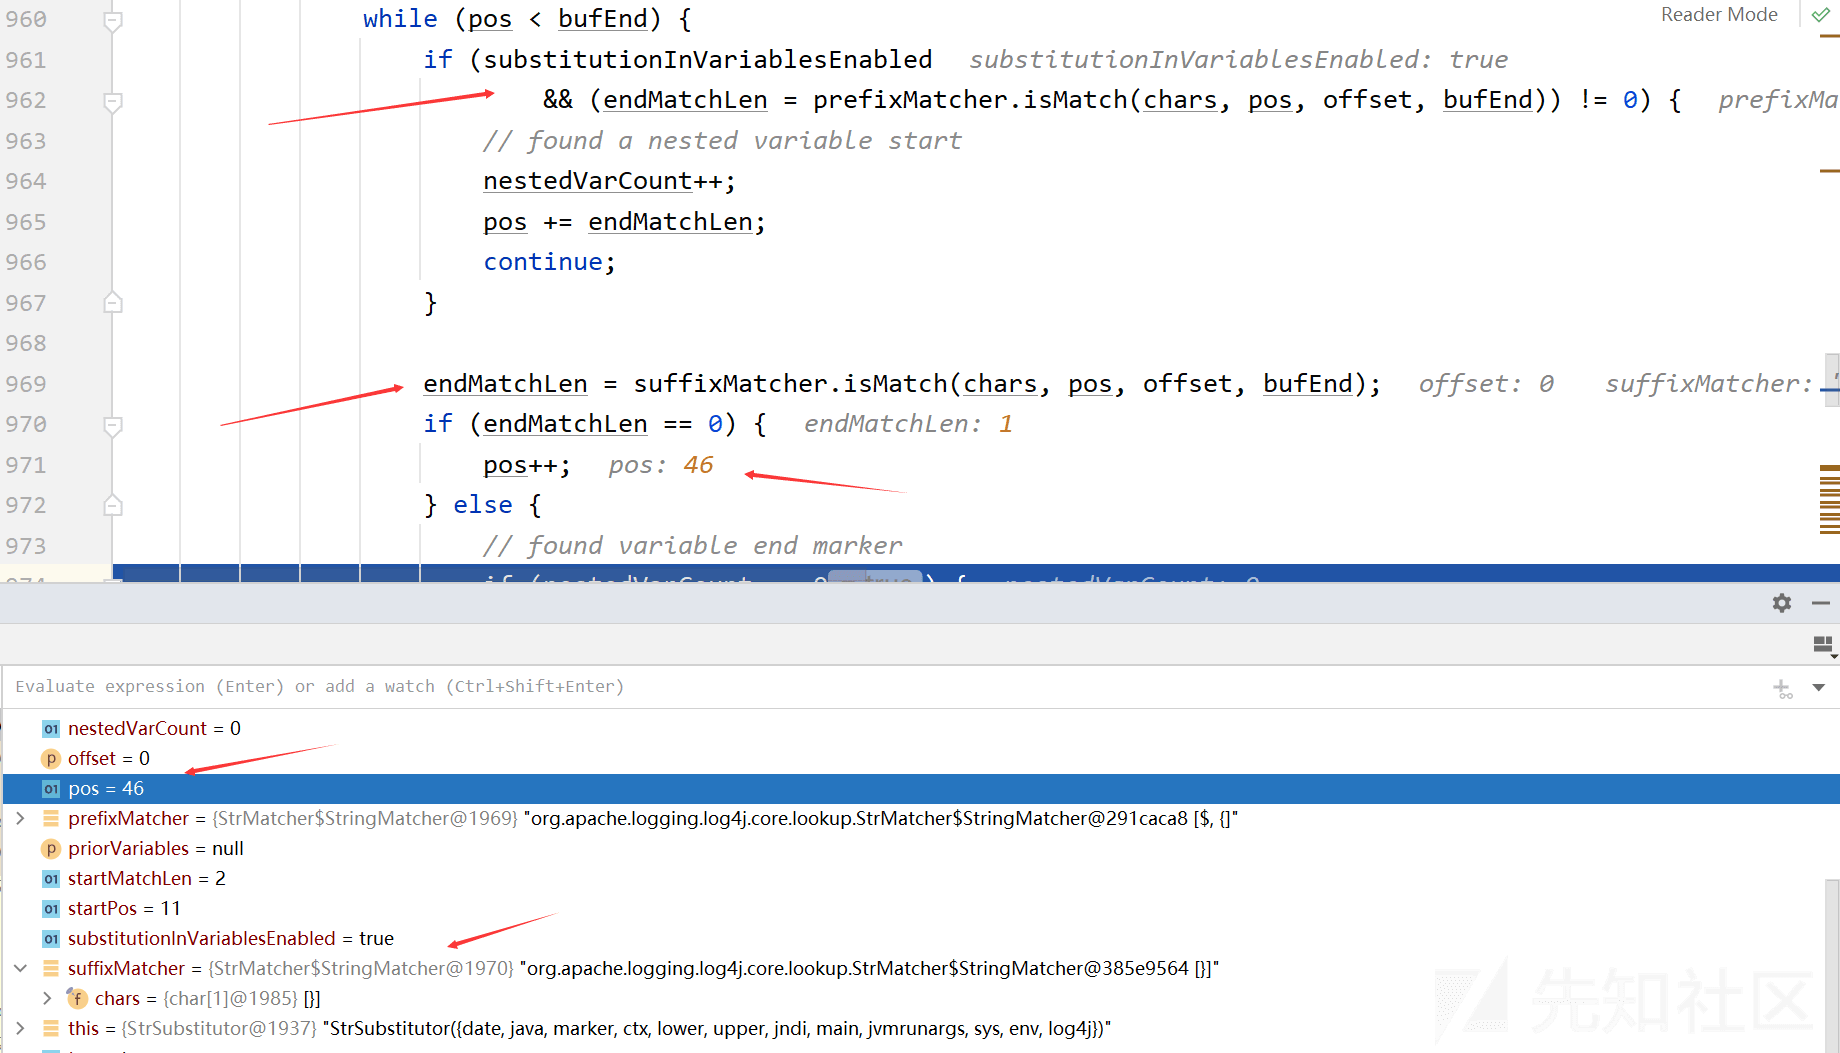 960 while (pos < bufEnd) {
Reader Mode
961 if (substitutionInVariablesEnabled substitutionInVariablesEnabled: true
962 && (endMatchLen = prefixMatcher.isMatch(chars, pos, offset, bufEnd)) != 0) { prefixMa
963 // found a nested variable start
964 nestedVarCount++;
965 pos += endMatchLen;
966 continue;
967 }
968
969 endMatchLen = suffixMatcher.isMatch(chars, pos, offset, bufEnd); offset: 0 suffixMatcher: "
970 if (endMatchLen == 0) { endMatchLen: 1
971 pos++; pos: 46
972 } else {
973 // found variable end marker
Evaluate expression (Enter) or add a watch (Ctrl+Shift+Enter)
01 nestedVarCount = 0
p offset = 0
01 pos = 46
prefixMatcher = {StrMatcher$StringMatcher@1969} "org.apache.logging.log4j.core.lookup.StrMatcher$StringMatcher@291caca8 [$, {]"
p priorVariables = null
01 startMatchLen = 2
01 startPos = 11
01 substitutionInVariablesEnabled = true
suffixMatcher = {StrMatcher$StringMatcher@1970} "org.apache.logging.log4j.core.lookup.StrMatcher$StringMatcher@385e9564 [}]"
f chars = {char[1]@1985} [}]
this = {StrSubstitutor@1937} "StrSubstitutor({date, java, marker, ctx, lower, upper, jndi, main, jvmrunargs, sys, env, log4j})"
先知社区